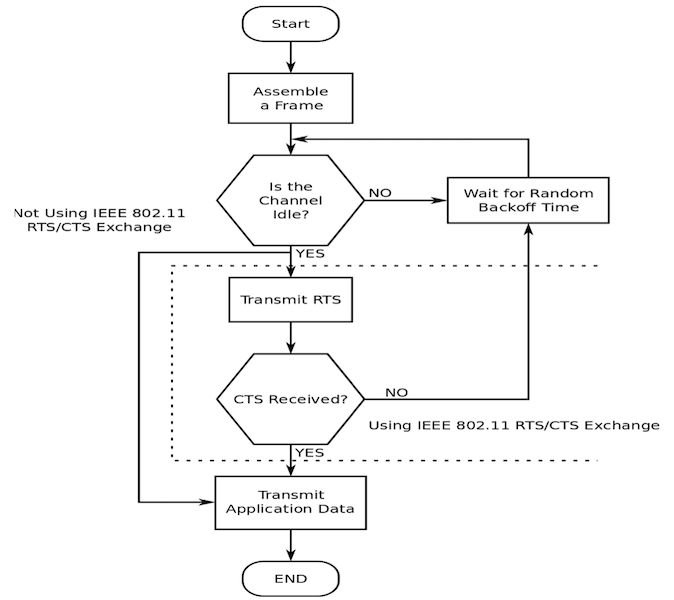 Start
Assemble
a Frame
Is the
Channel
Idle?
NO
Wait for Random
Backoff Time
Not Using IEEE 802.11
RTS/CTS Exchange
YES
Transmit RTS
CTS Received?
NO
Using IEEE 802.11 RTS/CTS Exchange
YES
Transmit
Application Data
END